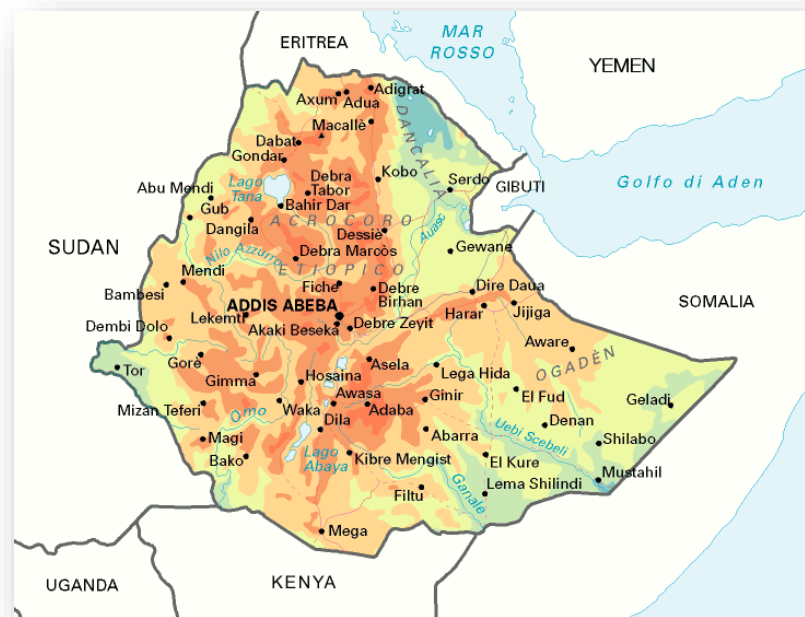 MAR
ROSSO
ERITREA
YEMEN
Adigrat
Axum
Adua
Macallè
DANCALIA
Dabat
Gondar
Debra
Tabor
Kobo
Serdo
GIBUTI
Golfo di Aden
Abu Mendi
Lago
Tana
Gub
Bahir Dar
ACROCORO
Dangila
Dessiè
Auasc
SUDAN
Nilo Azzurro
Debra Marcòs
Gewane
ETIOPICO
Mendi
Fiche
Debre
Birhan
Dire Daua
Bambesi
ADDIS ABEBA
SOMALIA
Lekemti
Harar
Jijiga
Dembi Dolo
Akaki Beseka
Debre Zeyit
Aware
Gorè
Asela
OGADÈN
Tor
Lega Hida
Gimma
Hosaina
El Fud
Geladi
Mizan Teferi
Omo
Waka
Awasa
Adaba
Ginir
Denan
Dila
Uebi Scebeli
Magi
Abarra
Shilabo
Bako
Lago
Abaya
Kibre Mengist
El Kure
Mustahil
Ganale
Lema Shilindi
Filtu
Mega
UGANDA
KENYA